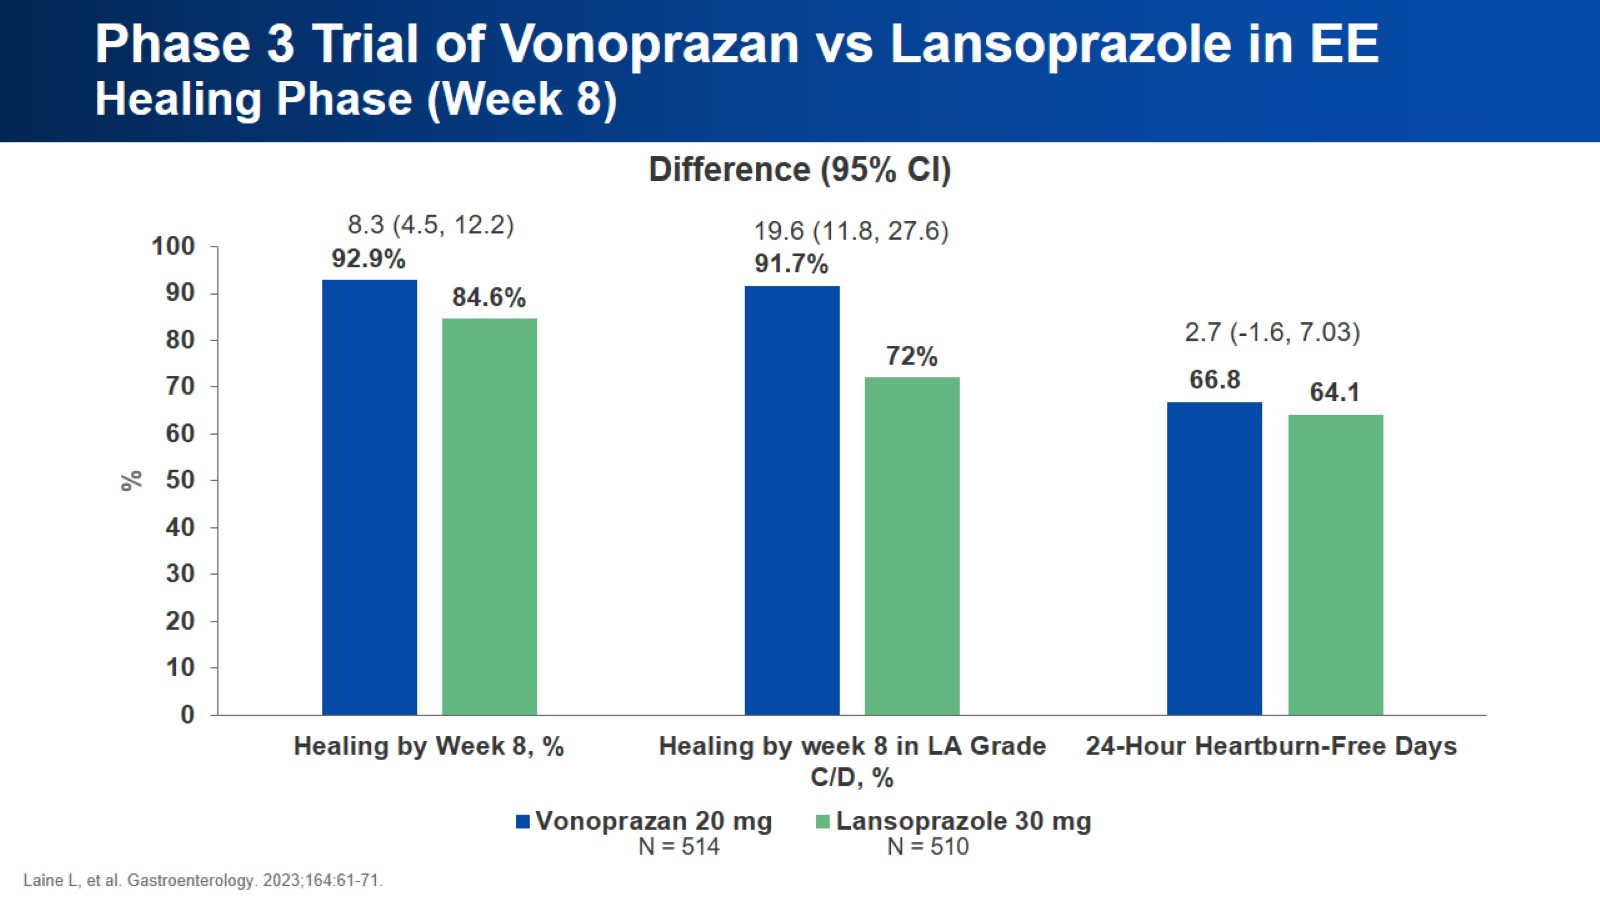 Phase 3 Trial of Vonoprazan vs Lansoprazole in EE
Healing Phase (Week 8)
Difference (95% CI)
8.3 (4.5, 12.2)
92.9%
84.6%
19.6 (11.8, 27.6)
91.7%
72%
2.7 (-1.6, 7.03)
66.8
64.1
100
90
80
70
60
50
40
30
20
10
0
%
Healing by Week 8, %
Healing by week 8 in LA Grade
C/D, %
24-Hour Heartburn-Free Days
Vonoprazan 20 mg
N = 514
Lansoprazole 30 mg
N = 510
Laine L, et al. Gastroenterology. 2023;164:61-71.